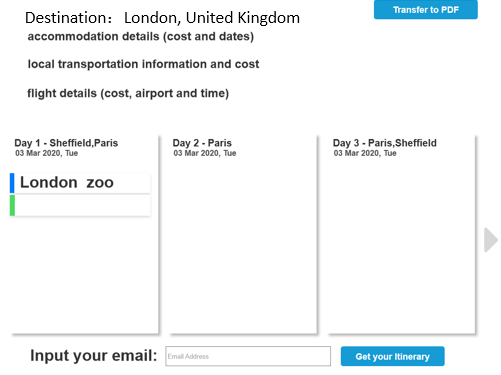 Destination： London, United Kingdom
Transfer to PDF
accommodation details (cost and dates)
local transportation information and cost
flight details (cost, airport and time)
Day 1 - Sheffield,Paris
03 Mar 2020, Tue
London zoo
Day 2 - Paris
03 Mar 2020, Tue
Day 3 - Paris,Sheffield
03 Mar 2020, Tue
Input your email:
Email Address
Get your Itinerary